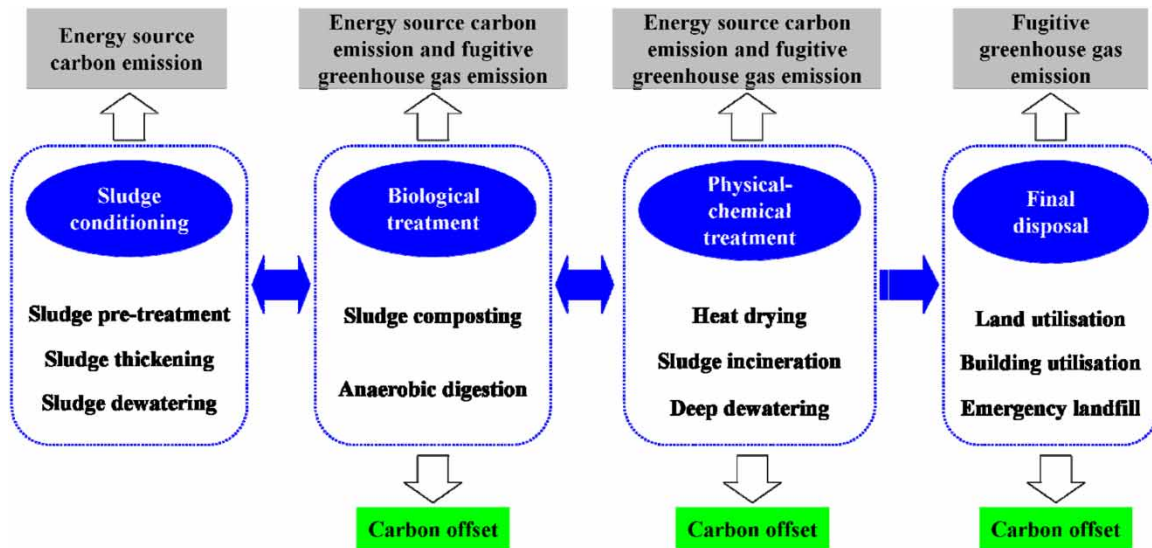 Energy source
carbon emission
Energy source carbon
emission and fugitive
greenhouse gas emission
Energy source carbon
emission and fugitive
greenhouse gas emission
Fugitive
greenhouse gas
emission
Sludge
conditioning
Biological
treatment
Physical-
chemical
treatment
Final
disposal
Sludge pre-treatment
Sludge thickening
Sludge dewatering
Sludge composting
Anaerobic digestion
Heat drying
Sludge incineration
Deep dewatering
Land utilisation
Building utilisation
Emergency landfill
Carbon offset
Carbon offset
Carbon offset